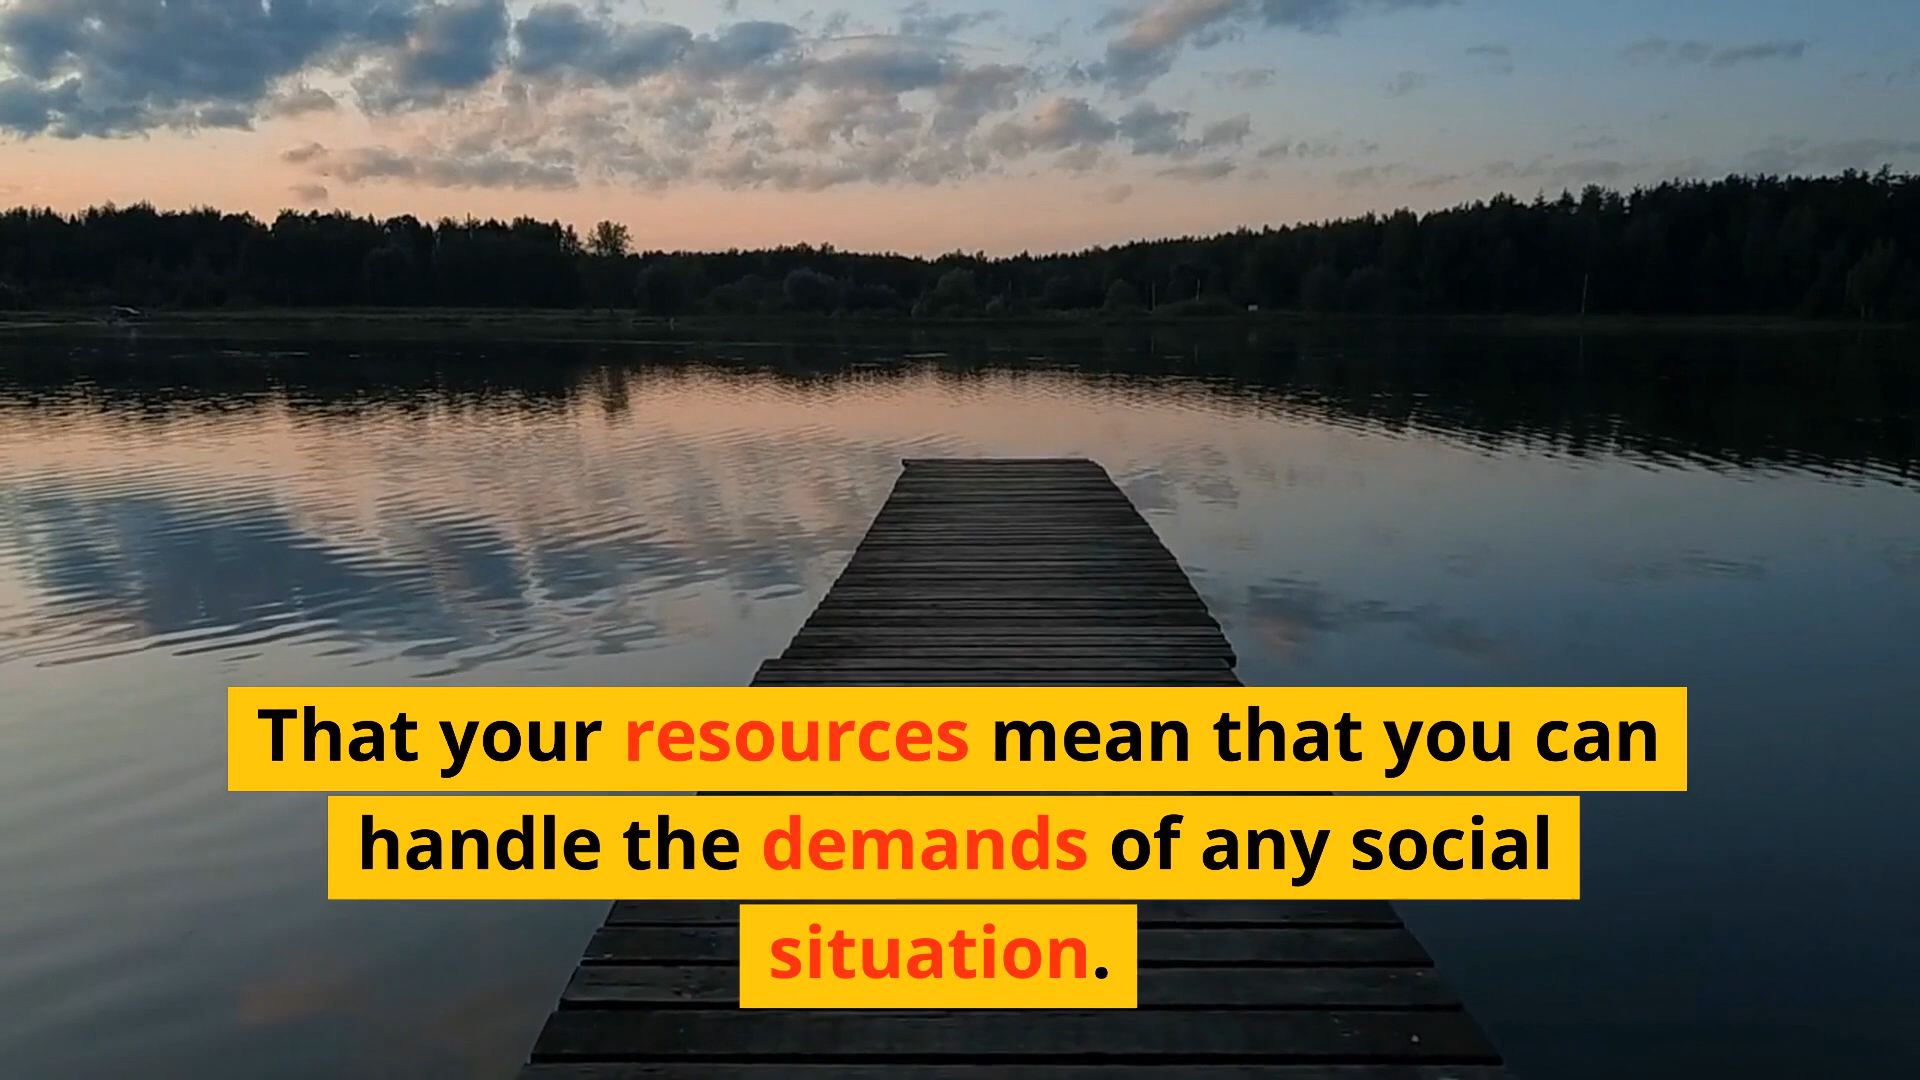 That your resources mean that you can
handle the demands of any social
situation.